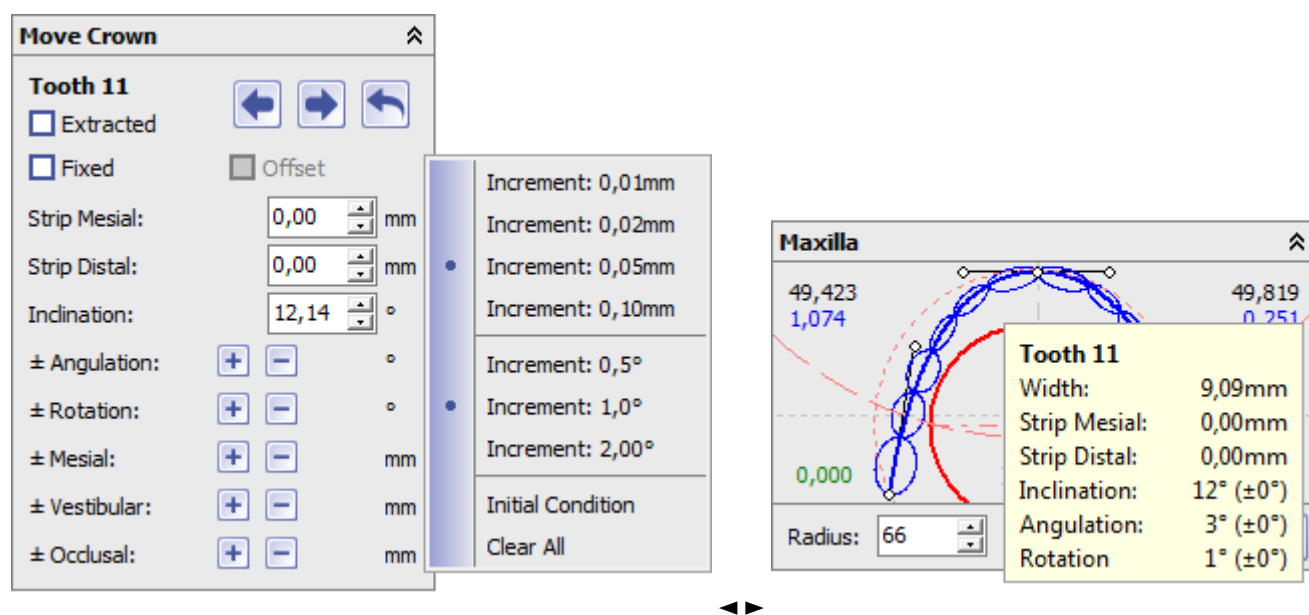 Move Crown
Tooth 11
Extracted
Fixed
Offset
Strip Mesial: 0,00 mm
Strip Distal: 0,00 mm
Inclination: 12,14 °
± Angulation: + − °
± Rotation: + − °
± Mesial: + − mm
± Vestibular: + − mm
± Occlusal: + − mm
Increment: 0,01mm
Increment: 0,02mm
Increment: 0,05mm
Increment: 0,10mm
Increment: 0,5°
Increment: 1,0°
Increment: 2,00°
Initial Condition
Clear All
Maxilla
49,423
1,074
49,819
0,251
0,000
Radius: 66
Tooth 11
Width: 9,09mm
Strip Mesial: 0,00mm
Strip Distal: 0,00mm
Inclination: 12° (±0°)
Angulation: 3° (±0°)
Rotation 1° (±0°)